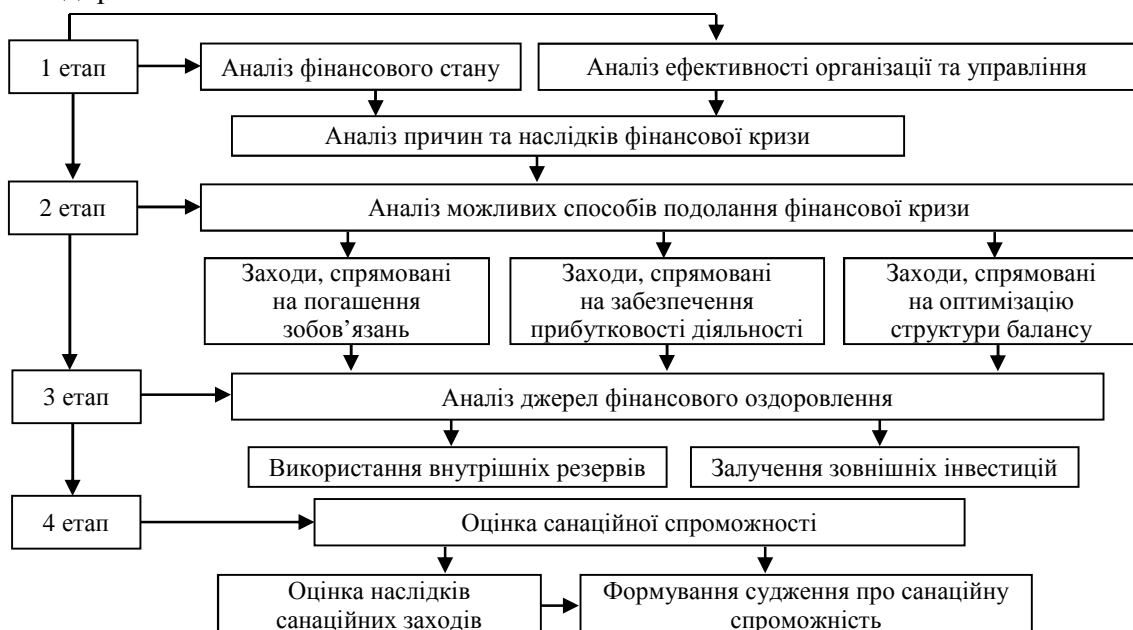 1 етап
Аналіз фінансового стану
Аналіз ефективності організації та управління
Аналіз причин та наслідків фінансової кризи
2 етап
Аналіз можливих способів подолання фінансової кризи
Заходи, спрямовані
на погашення
зобов’язань
Заходи, спрямовані
на забезпечення
прибутковості діяльності
Заходи, спрямовані
на оптимізацію
структури балансу
3 етап
Аналіз джерел фінансового оздоровлення
Використання внутрішніх резервів
Залучення зовнішніх інвестицій
4 етап
Оцінка санаційної спроможності
Оцінка наслідків
санаційних заходів
Формування судження про санаційну
спроможність